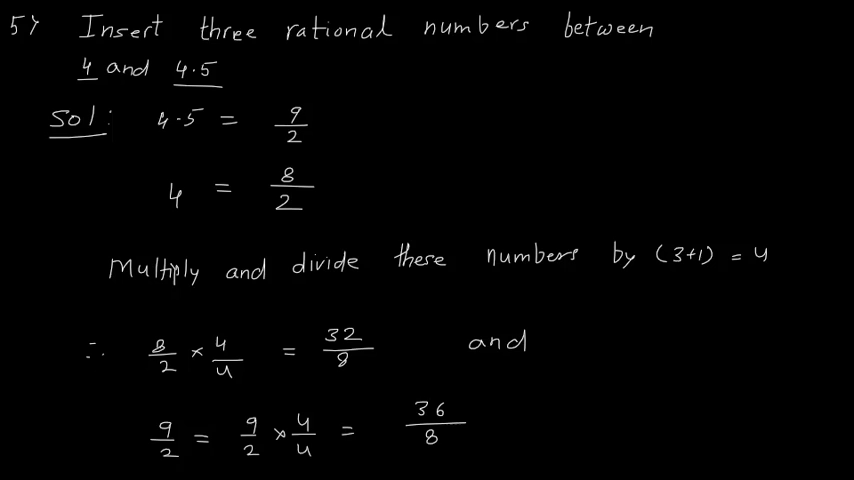 5) Insert three rational numbers between
4 and 4.5
Sol: 4.5 = 9/2
4 = 8/2
Multiply and divide these numbers by (3+1) = 4
∴ 8/2 × 4/4 = 32/8 and
9/2 = 9/2 × 4/4 = 36/8